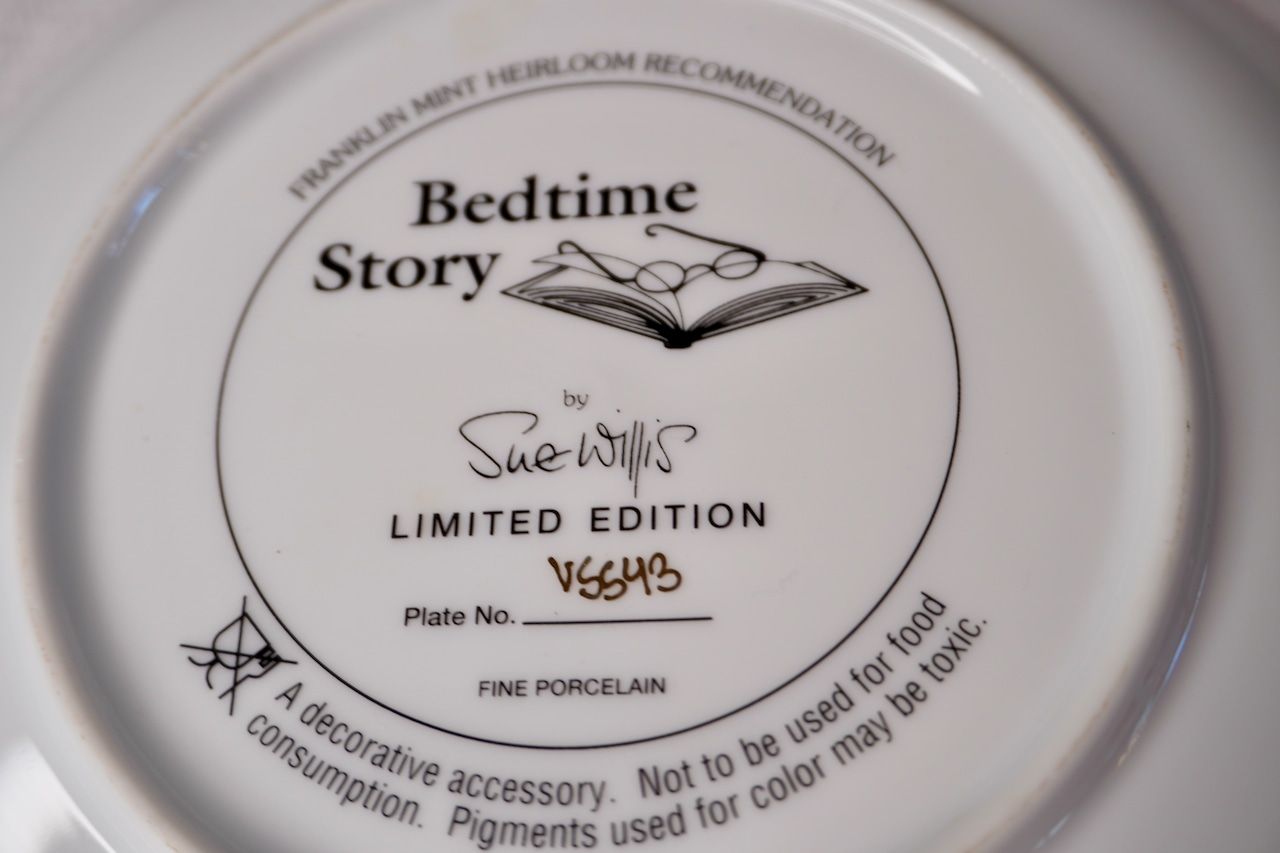 FRANKLIN MINT HEIRLOOM RECOMMENDATION
Bedtime
Story
by
Sue Willis
LIMITED EDITION
VSS43
Plate No.
FINE PORCELAIN
A decorative accessory. Not to be used for food
consumption. Pigments used for color may be toxic.